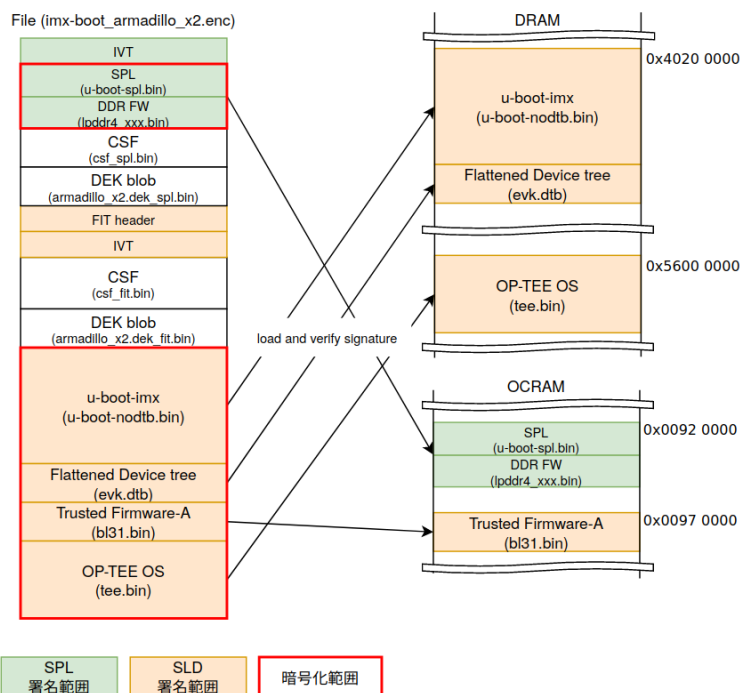 File (imx-boot_armadillo_x2.enc)
IVT
SPL
(u-boot-spl.bin)
DDR FW
(lpddr4_xxx.bin)
CSF
(csf_spl.bin)
DEK blob
(armadillo_x2.dek_spl.bin)
FIT header
IVT
CSF
(csf_fit.bin)
DEK blob
(armadillo_x2.dek_fit.bin)
u-boot-imx
(u-boot-nodtb.bin)
Flattened Device tree
(evk.dtb)
Trusted Firmware-A
(bl31.bin)
OP-TEE OS
(tee.bin)
load and verify signature
DRAM
0x4020 0000
u-boot-imx
(u-boot-nodtb.bin)
Flattened Device tree
(evk.dtb)
0x5600 0000
OP-TEE OS
(tee.bin)
OCRAM
0x0092 0000
SPL
(u-boot-spl.bin)
DDR FW
(lpddr4_xxx.bin)
0x0097 0000
Trusted Firmware-A
(bl31.bin)
SPL
署名範囲
SLD
署名範囲
暗号化範囲